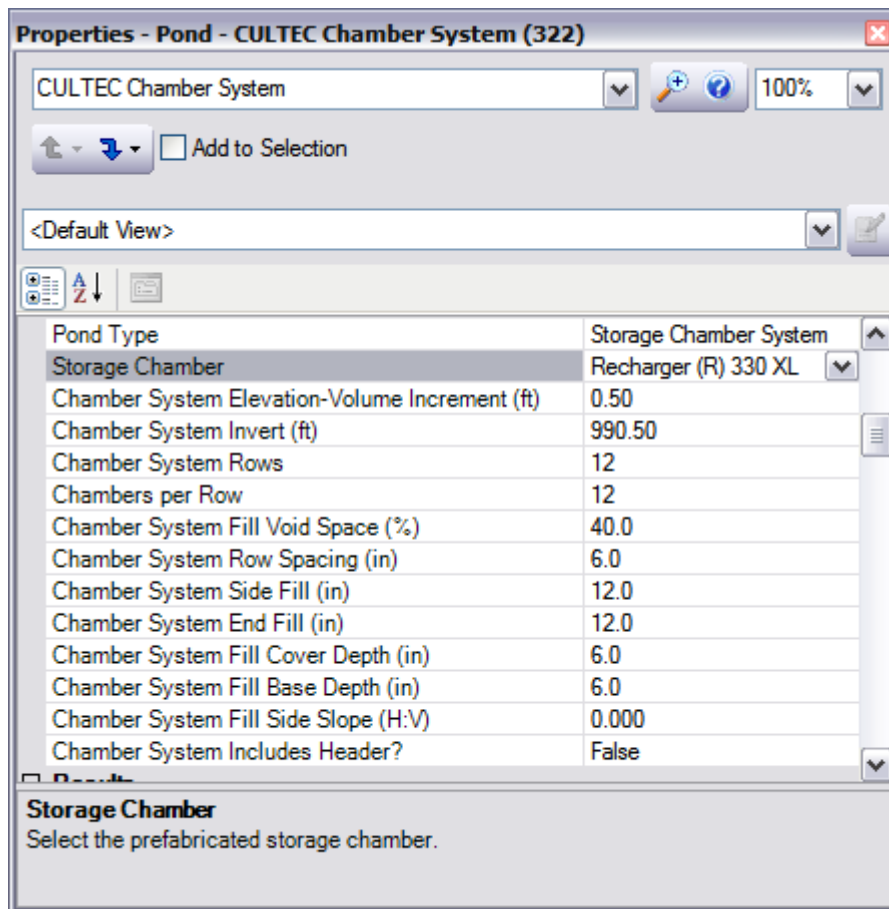 Properties - Pond - CULTEC Chamber System (322)
CULTEC Chamber System 100%
Add to Selection
<Default View>
Pond Type Storage Chamber System
Storage Chamber Recharger (R) 330 XL
Chamber System Elevation-Volume Increment (ft) 0.50
Chamber System Invert (ft) 990.50
Chamber System Rows 12
Chambers per Row 12
Chamber System Fill Void Space (%) 40.0
Chamber System Row Spacing (in) 6.0
Chamber System Side Fill (in) 12.0
Chamber System End Fill (in) 12.0
Chamber System Fill Cover Depth (in) 6.0
Chamber System Fill Base Depth (in) 6.0
Chamber System Fill Side Slope (H:V) 0.000
Chamber System Includes Header? False
Storage Chamber
Select the prefabricated storage chamber.